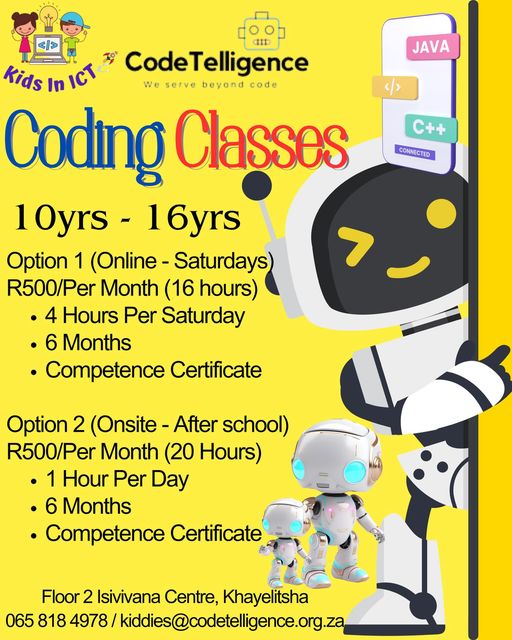 </> 
Kids In ICT
CodeTelligence
We serve beyond code
JAVA
</>
C++
CONNECTED
Coding Classes
10yrs - 16yrs
Option 1 (Online - Saturdays)
R500/Per Month (16 hours)
• 4 Hours Per Saturday
• 6 Months
• Competence Certificate
Option 2 (Onsite - After school)
R500/Per Month (20 Hours)
• 1 Hour Per Day
• 6 Months
• Competence Certificate
Floor 2 Isivivana Centre, Khayelitsha
065 818 4978 / kiddies@codetelligence.org.za